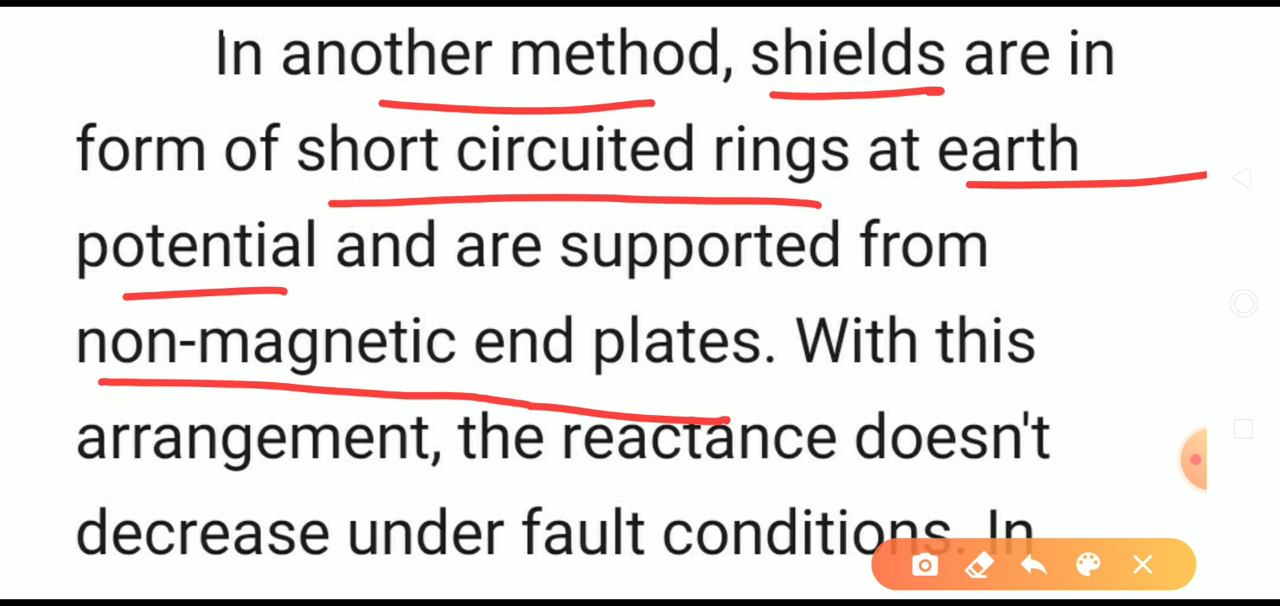 In another method, shields are in
form of short circuited rings at earth
potential and are supported from
non-magnetic end plates. With this
arrangement, the reactance doesn't
decrease under fault conditions. In